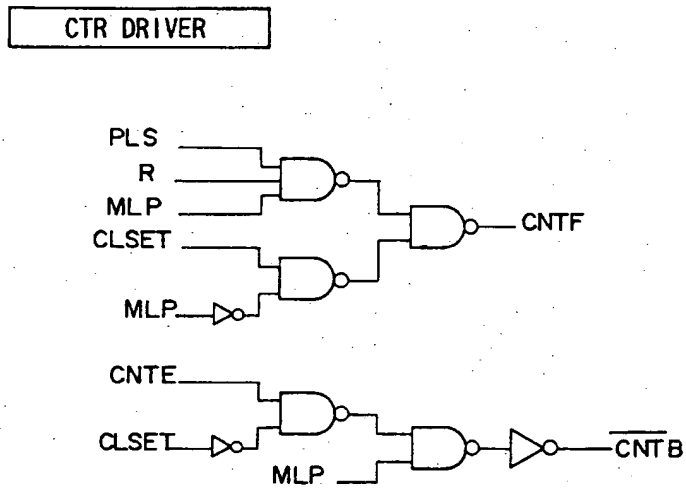 CTR DRIVER
PLS
R
MLP
CLSET
CNTF
MLP
CNTE
CLSET
CNTB
MLP